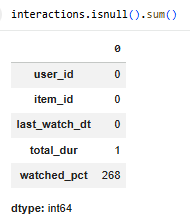 interactions.isnull().sum()
0
user_id 0
item_id 0
last_watch_dt 0
total_dur 1
watched_pct 268
dtype: int64